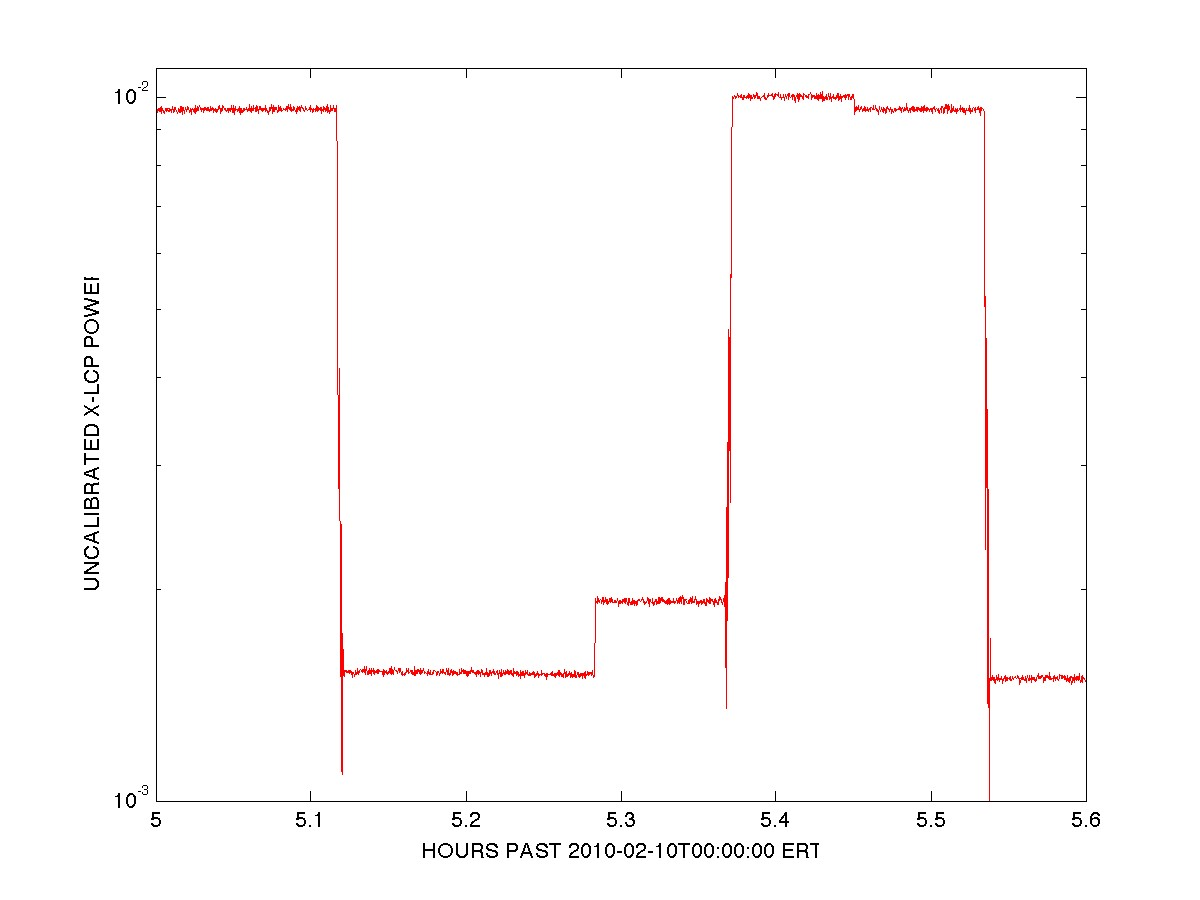 10-2
UNCALIBRATED X-LCP POWER
10-3
5 5.1 5.2 5.3 5.4 5.5 5.6
HOURS PAST 2010-02-10T00:00:00 ERT